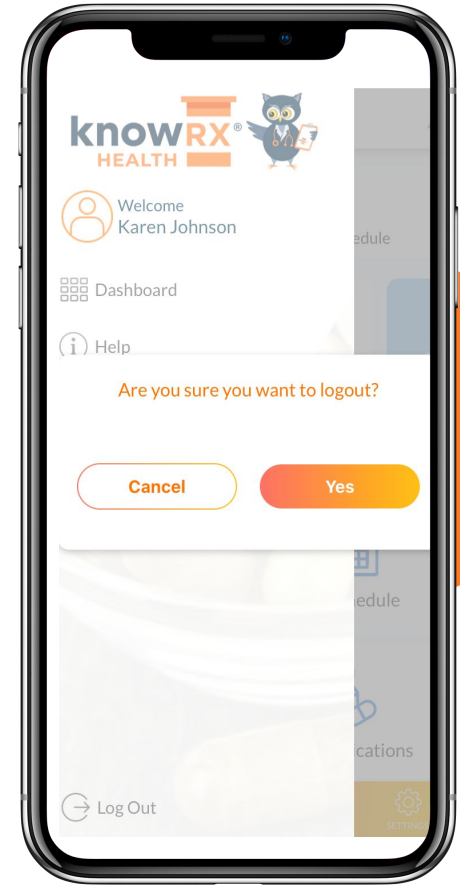 knowRX®
HEALTH
Welcome
Karen Johnson
edule
Dashboard
Help
Are you sure you want to logout?
Cancel
Yes
edule
cations
Log Out
SETTINGS